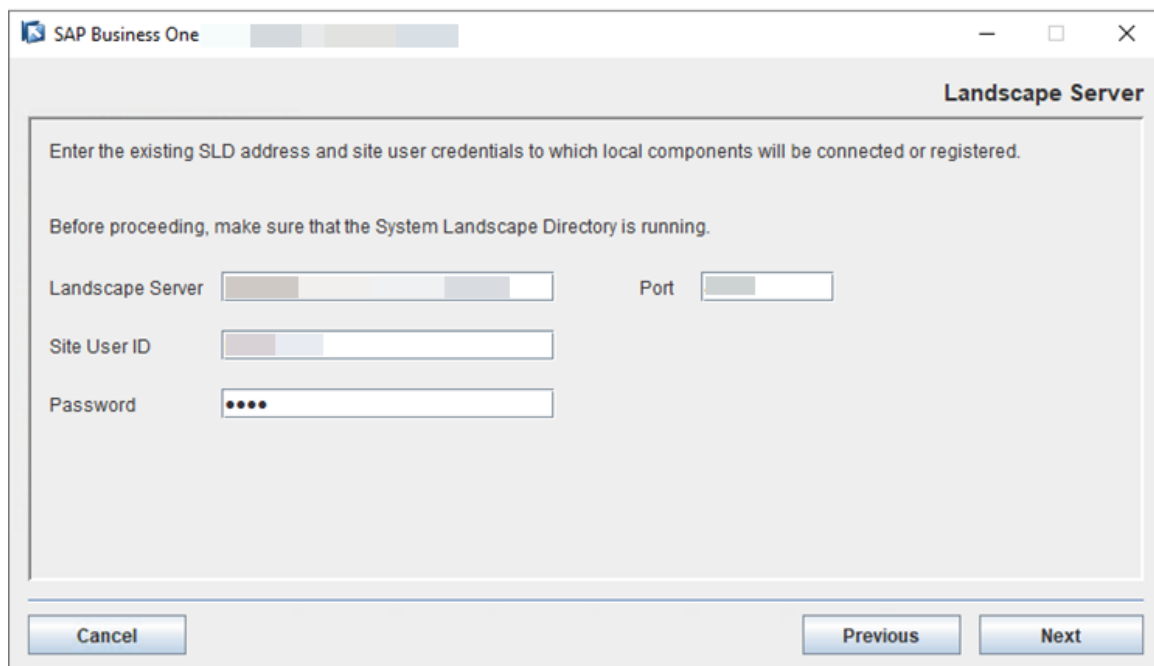 SAP Business One
Landscape Server
Enter the existing SLD address and site user credentials to which local components will be connected or registered.
Before proceeding, make sure that the System Landscape Directory is running.
Landscape Server Port
Site User ID
Password ••••
Cancel Previous Next